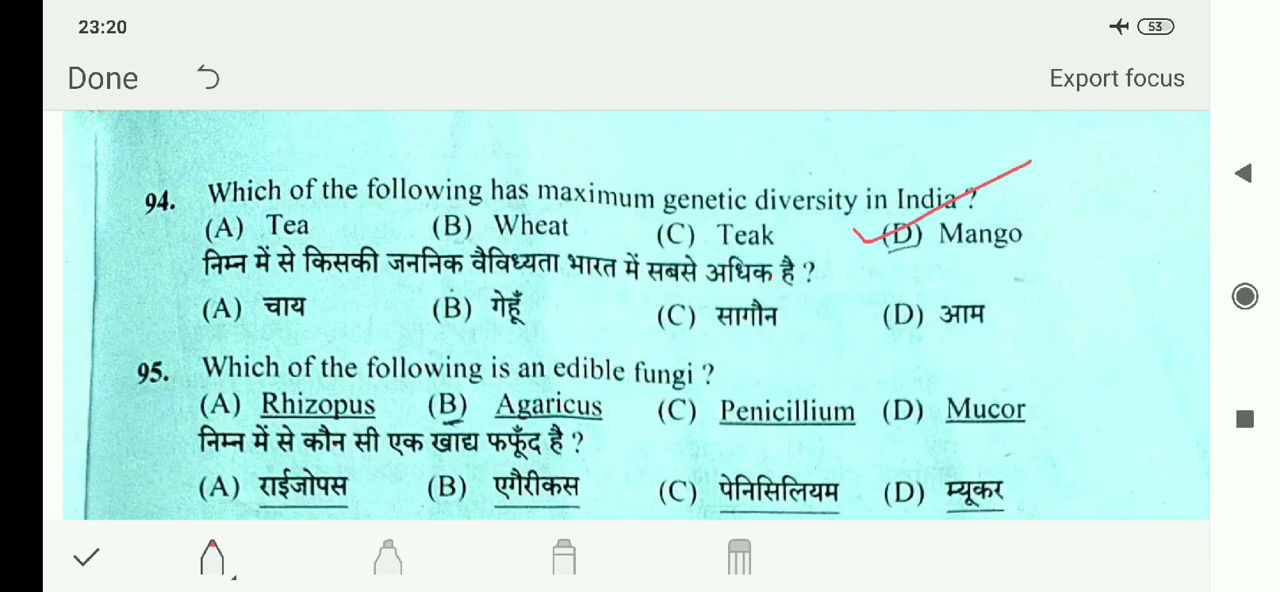 23:20
53
Done
Export focus
94. Which of the following has maximum genetic diversity in India ?
(A) Tea (B) Wheat (C) Teak (D) Mango
निम्न में से किसकी जननिक वैविध्यता भारत में सबसे अधिक है ?
(A) चाय (B) गेहूँ (C) सागौन (D) आम
95. Which of the following is an edible fungi ?
(A) Rhizopus (B) Agaricus (C) Penicillium (D) Mucor
निम्न में से कौन सी एक खाद्य फफूँद है ?
(A) राईजोपस (B) एगैरीकस (C) पेनिसिलियम (D) म्यूकर